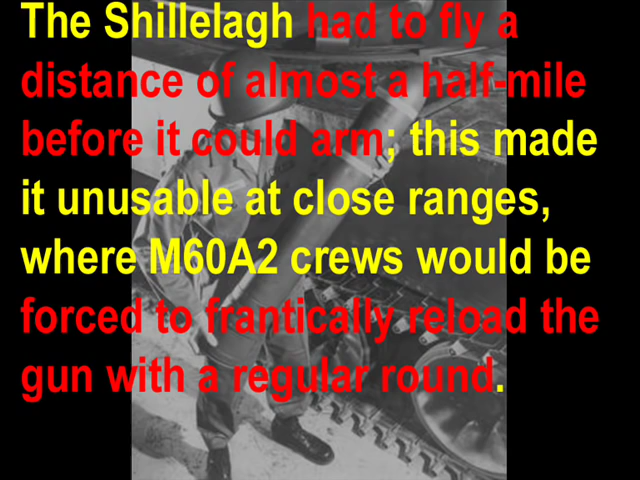 The Shillelagh had to fly a
distance of almost a half-mile
before it could arm; this made
it unusable at close ranges,
where M60A2 crews would be
forced to frantically reload the
gun with a regular round.